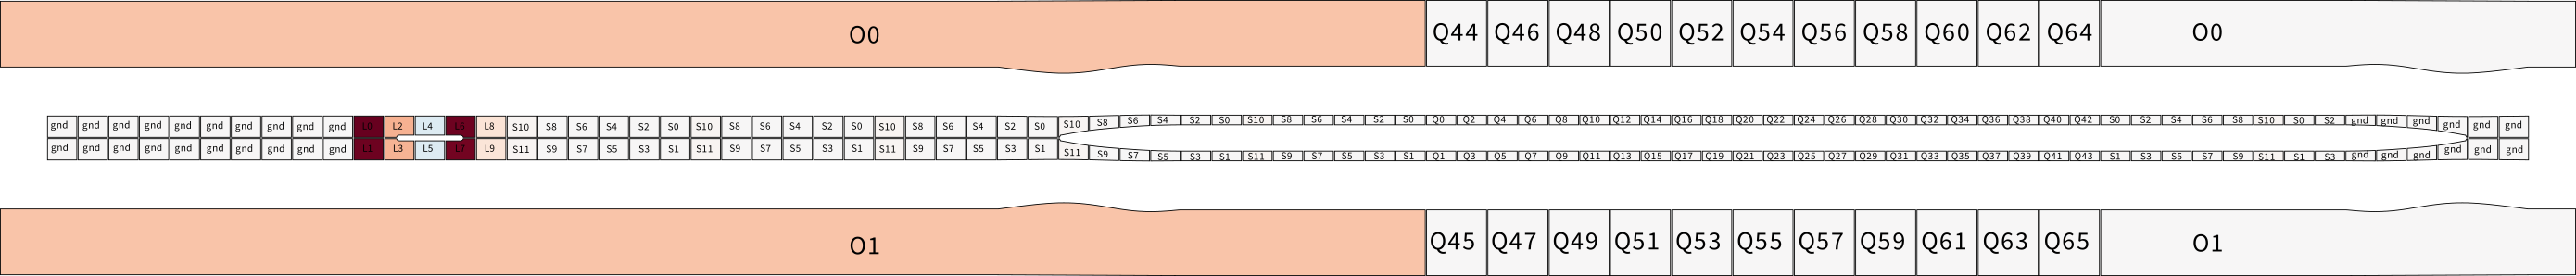 O0 Q44 Q46 Q48 Q50 Q52 Q54 Q56 Q58 Q60 Q62 Q64 O0
gnd gnd gnd gnd gnd gnd gnd gnd gnd gnd L0 L2 L4 L6 L8 S10 S8 S6 S4 S2 S0 S10 S8 S6 S4 S2 S0 S10 S8 S6 S4 S2 S0 S10 S8 S6 S4 S2 S0 S10 S8 S6 S4 S2 S0 Q0 Q2 Q4 Q6 Q8 Q10 Q12 Q14 Q16 Q18 Q20 Q22 Q24 Q26 Q28 Q30 Q32 Q34 Q36 Q38 Q40 Q42 S0 S2 S4 S6 S8 S10 S0 S2 gnd gnd gnd gnd gnd gnd
gnd gnd gnd gnd gnd gnd gnd gnd gnd gnd L1 L3 L5 L7 L9 S11 S9 S7 S5 S3 S1 S11 S9 S7 S5 S3 S1 S11 S9 S7 S5 S3 S1 S11 S9 S7 S5 S3 S1 S11 S9 S7 S5 S3 S1 Q1 Q3 Q5 Q7 Q9 Q11 Q13 Q15 Q17 Q19 Q21 Q23 Q25 Q27 Q29 Q31 Q33 Q35 Q37 Q39 Q41 Q43 S1 S3 S5 S7 S9 S11 S1 S3 gnd gnd gnd gnd gnd gnd
O1 Q45 Q47 Q49 Q51 Q53 Q55 Q57 Q59 Q61 Q63 Q65 O1